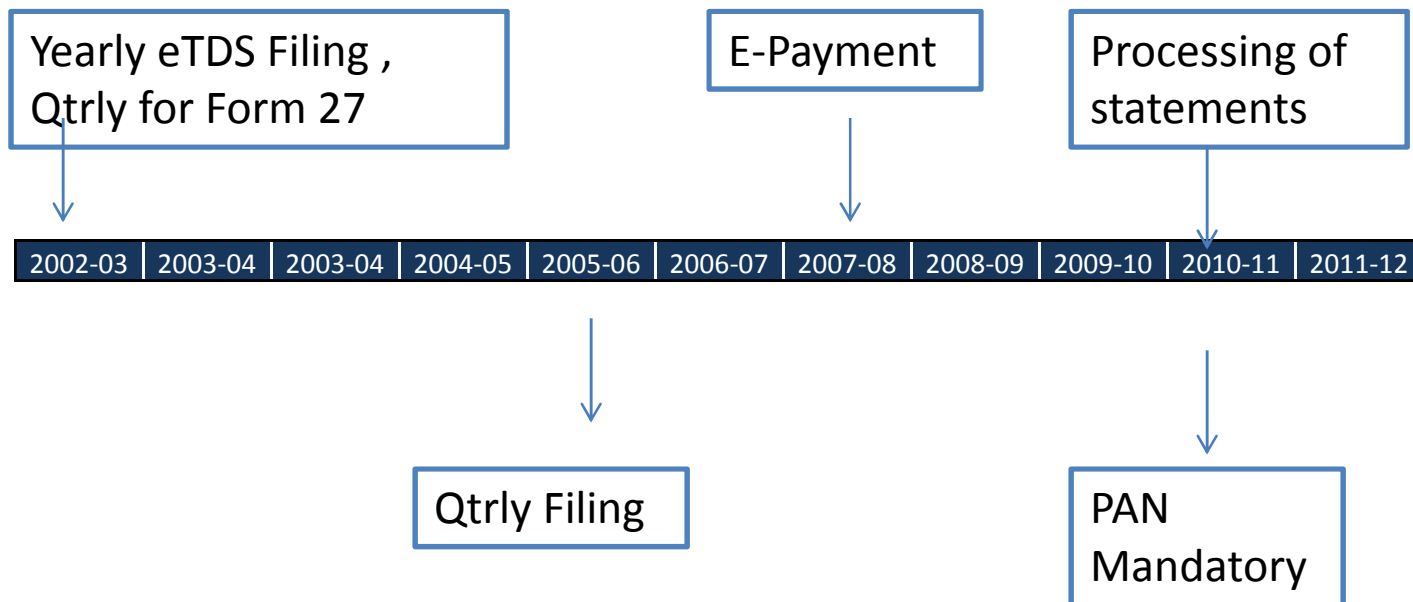 Yearly eTDS Filing ,
Qtrly for Form 27
E-Payment
Processing of
statements
2002-03 2003-04 2003-04 2004-05 2005-06 2006-07 2007-08 2008-09 2009-10 2010-11 2011-12
Qtrly Filing
PAN
Mandatory